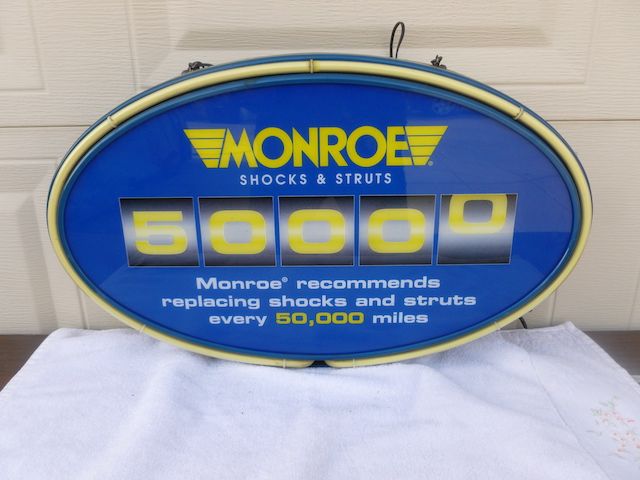 MONROE®
SHOCKS & STRUTS
50000
Monroe® recommends
replacing shocks and struts
every 50,000 miles